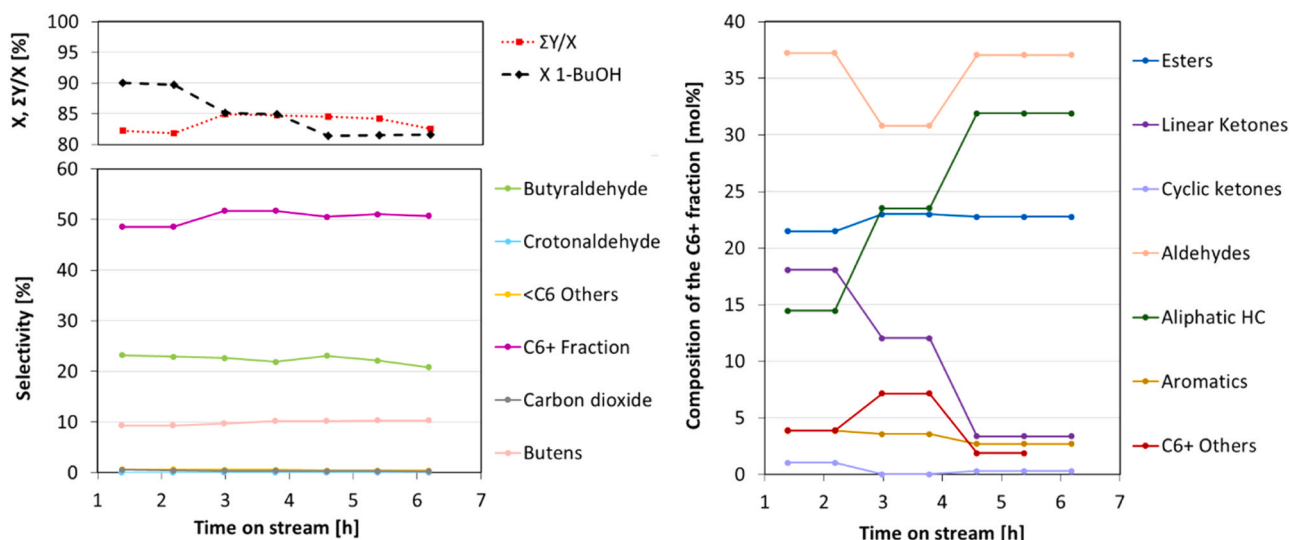 100
95
90
85
80
X, ΣY/X [%]
ΣY/X
X 1-BuOH
60
50
40
30
20
10
0
Selectivity [%]
1 2 3 4 5 6 7
Time on stream [h]
Butyraldehyde
Crotonaldehyde
<C6 Others
C6+ Fraction
Carbon dioxide
Butens
40
35
30
25
20
15
10
5
0
Composition of the C6+ fraction [mol%]
1 2 3 4 5 6 7
Time on stream [h]
Esters
Linear Ketones
Cyclic ketones
Aldehydes
Aliphatic HC
Aromatics
C6+ Others